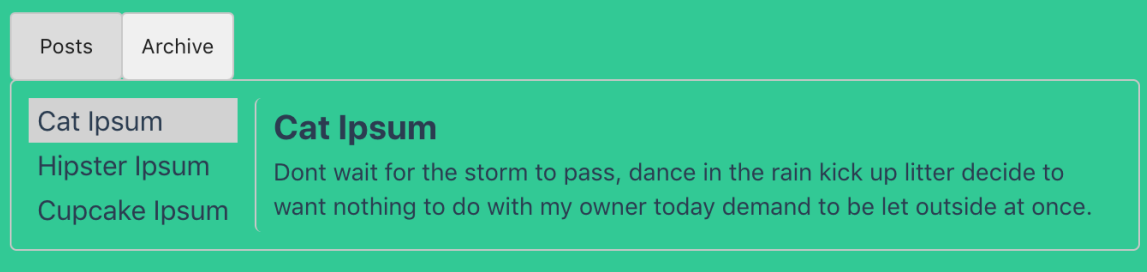 Posts Archive
Cat Ipsum
Hipster Ipsum
Cupcake Ipsum
Cat Ipsum
Dont wait for the storm to pass, dance in the rain kick up litter decide to
want nothing to do with my owner today demand to be let outside at once.